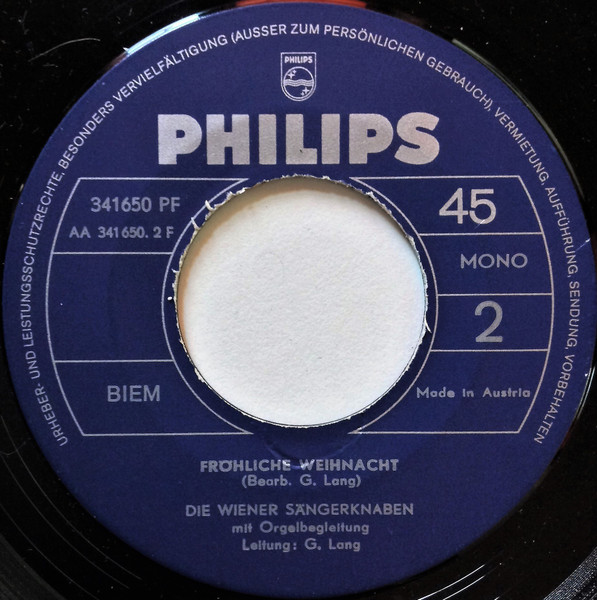 URHEBER- UND LEISTUNGSSCHUTZRECHTE, BESONDERS VERVIELFÄLTIGUNG (AUSSER ZUM PERSÖNLICHEN GEBRAUCH), VERMIETUNG, AUFFÜHRUNG, SENDUNG, VORBEHALTEN
PHILIPS
PHILIPS
341650 PF
AA 341650. 2 F
45
MONO
2
BIEM
Made in Austria
FRÖHLICHE WEIHNACHT
(Bearb. G. Lang)
DIE WIENER SÄNGERKNABEN
mit Orgelbegleitung
Leitung: G. Lang